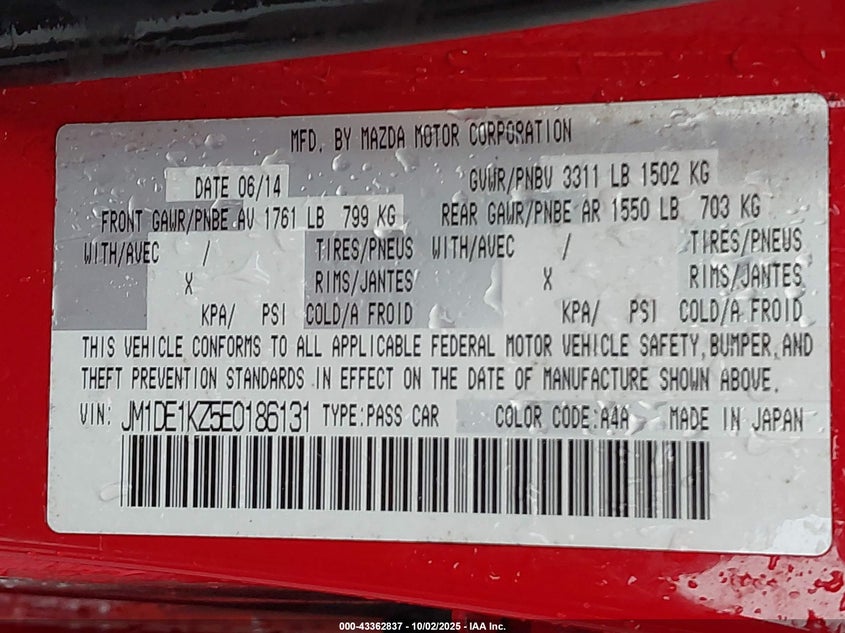 MFD. BY MAZDA MOTOR CORPORATION
DATE 06/14 GVWR/PNBV 3311 LB 1502 KG
FRONT GAWR/PNBE AV 1761 LB 799 KG REAR GAWR/PNBE AR 1550 LB 703 KG
WITH/AVEC / TIRES/PNEUS WITH/AVEC / TIRES/PNEUS
X RIMS/JANTES X RIMS/JANTES
KPA/ PSI COLD/A FROID KPA/ PSI COLD/A FROID
THIS VEHICLE CONFORMS TO ALL APPLICABLE FEDERAL MOTOR VEHICLE SAFETY, BUMPER, AND
THEFT PREVENTION STANDARDS IN EFFECT ON THE DATE OF MANUFACTURE SHOWN ABOVE.
VIN: JM1DE1KZ5E0186131 TYPE:PASS CAR COLOR CODE:A4A MADE IN JAPAN
000-43362837 - 10/02/2025 - IAA Inc.